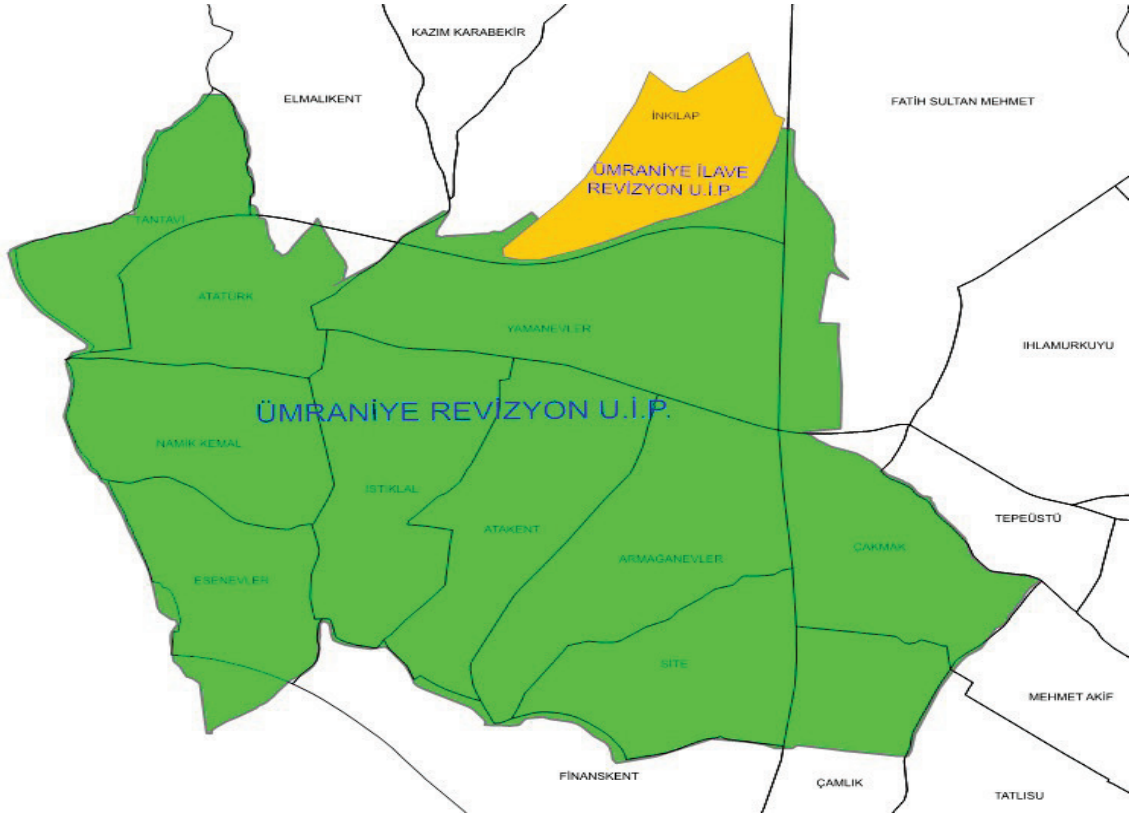 KAZIM KARABEKİR
ELMALIKENT
FATİH SULTAN MEHMET
İNKILAP
ÜMRANİYE İLAVE
REVİZYON U.İ.P.
TANTAVİ
ATATÜRK
YAMANEVLER
IHLAMURKUYU
ÜMRANİYE REVİZYON U.İ.P.
NAMIK KEMAL
İSTİKLAL
ATAKENT
TEPEÜSTÜ
ARMAĞANEVLER
ÇAKMAK
ESENEVLER
SİTE
MEHMET AKİF
FİNANSKENT
ÇAMLIK
TATLISU